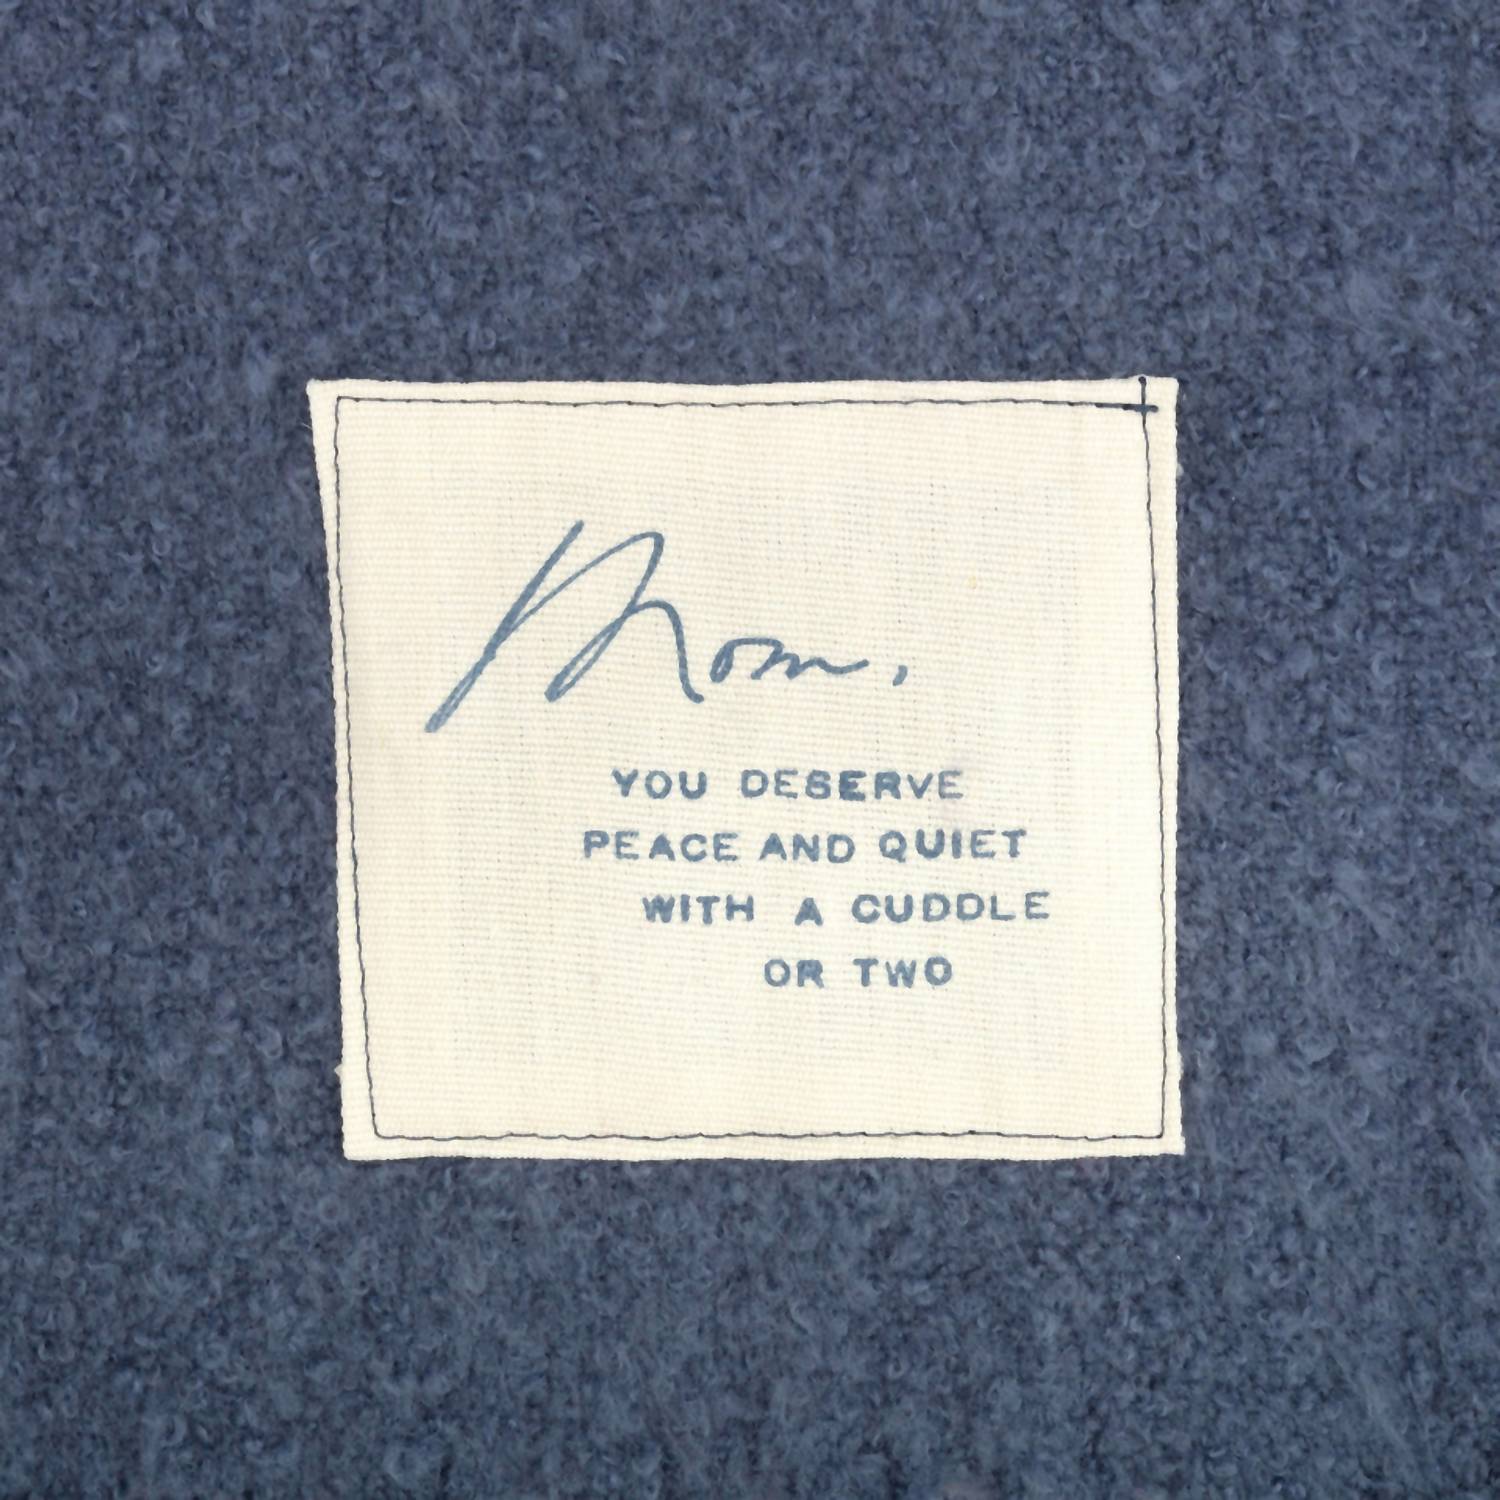 Mom,
YOU DESERVE
PEACE AND QUIET
WITH A CUDDLE
OR TWO